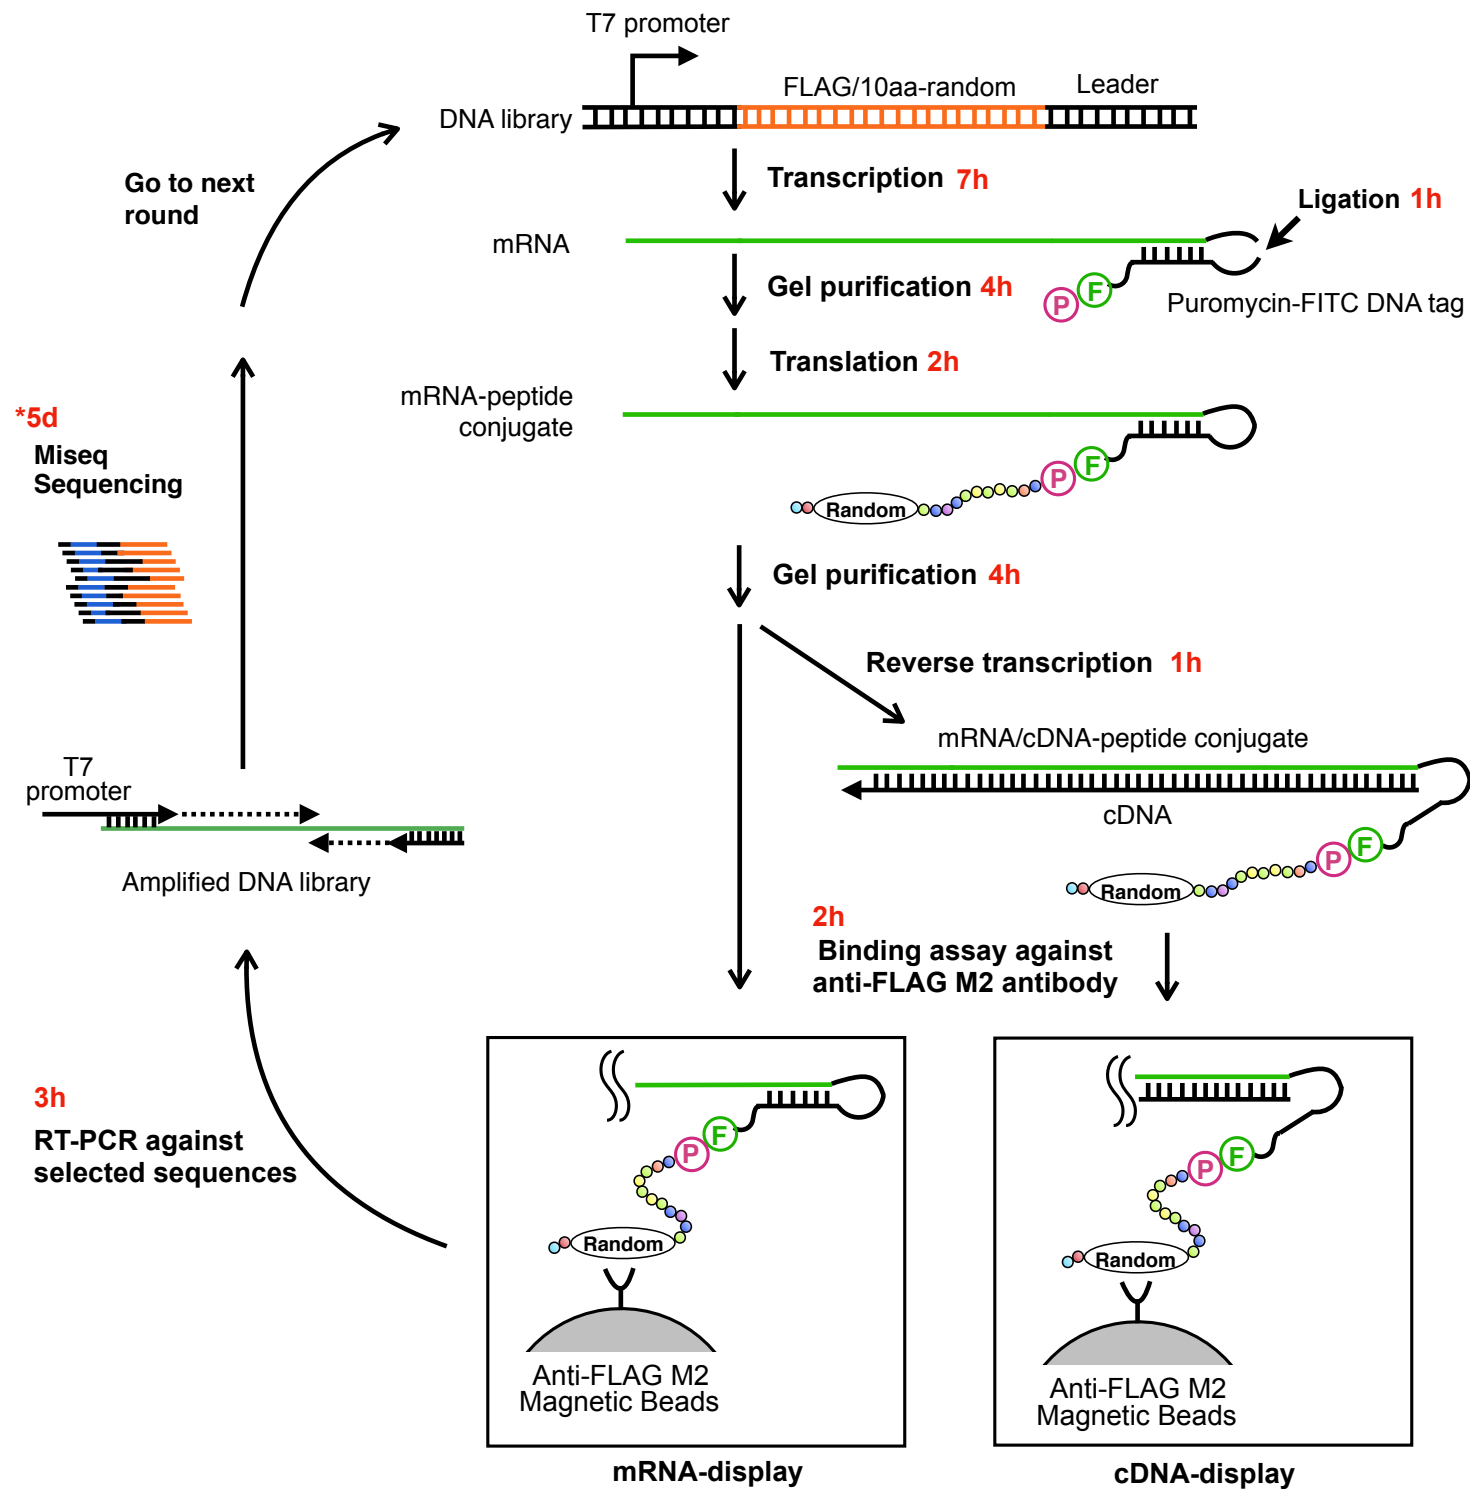 T7 promoter
FLAG/10aa-random
Leader
DNA library
Transcription 7h
Go to next
round
Ligation 1h
mRNA
Gel purification 4h
P F
Puromycin-FITC DNA tag
Translation 2h
mRNA-peptide
conjugate
*5d
Miseq
Sequencing
P F
Random
Gel purification 4h
Reverse transcription 1h
mRNA/cDNA-peptide conjugate
T7
promoter
cDNA
P F
Random
Amplified DNA library
2h
Binding assay against
anti-FLAG M2 antibody
3h
RT-PCR against
selected sequences
P F
Random
Anti-FLAG M2
Magnetic Beads
mRNA-display
P F
Random
Anti-FLAG M2
Magnetic Beads
cDNA-display